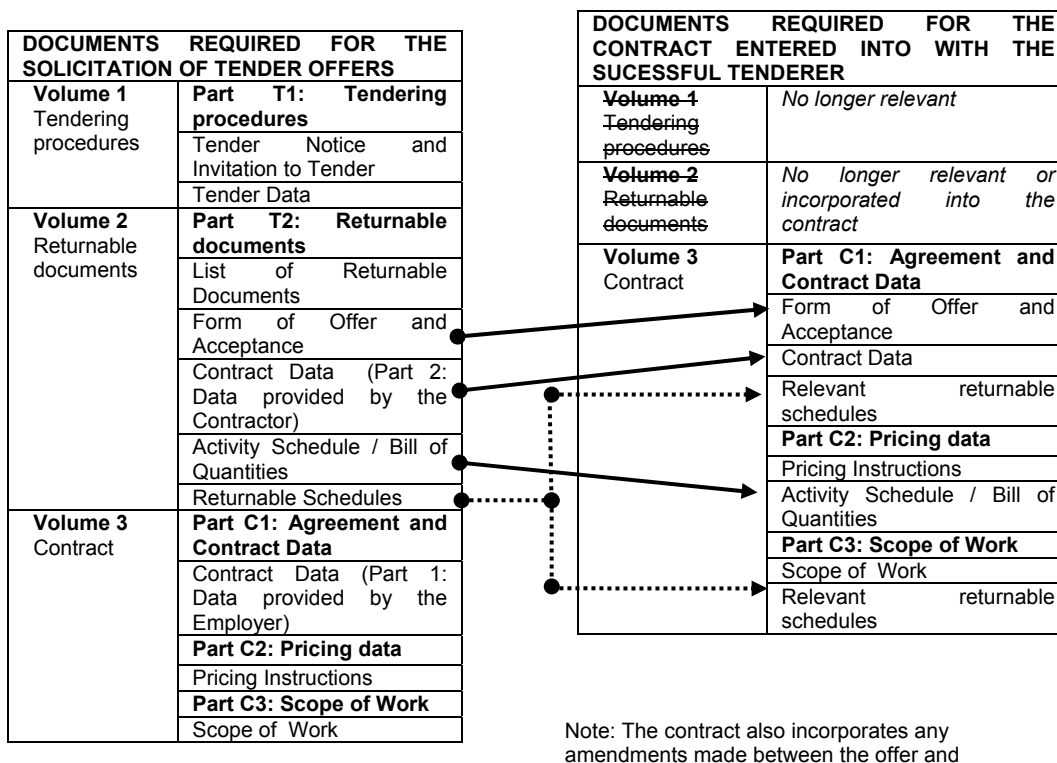 DOCUMENTS REQUIRED FOR THE
SOLICITATION OF TENDER OFFERS
Volume 1
Tendering
procedures
Part T1: Tendering
procedures
Tender Notice and
Invitation to Tender
Tender Data
Volume 2
Returnable
documents
Part T2: Returnable
documents
List of Returnable
Documents
Form of Offer and
Acceptance
Contract Data (Part 2:
Data provided by the
Contractor)
Activity Schedule / Bill of
Quantities
Returnable Schedules
Volume 3
Contract
Part C1: Agreement and
Contract Data
Contract Data (Part 1:
Data provided by the
Employer)
Part C2: Pricing data
Pricing Instructions
Part C3: Scope of Work
Scope of Work
DOCUMENTS REQUIRED FOR THE
CONTRACT ENTERED INTO WITH THE
SUCESSFUL TENDERER
Volume 1
Tendering
procedures
No longer relevant
Volume 2
Returnable
documents
No longer relevant or
incorporated into the
contract
Volume 3
Contract
Part C1: Agreement and
Contract Data
Form of Offer and
Acceptance
Contract Data
Relevant returnable
schedules
Part C2: Pricing data
Pricing Instructions
Activity Schedule / Bill of
Quantities
Part C3: Scope of Work
Scope of Work
Relevant returnable
schedules
Note: The contract also incorporates any
amendments made between the offer and